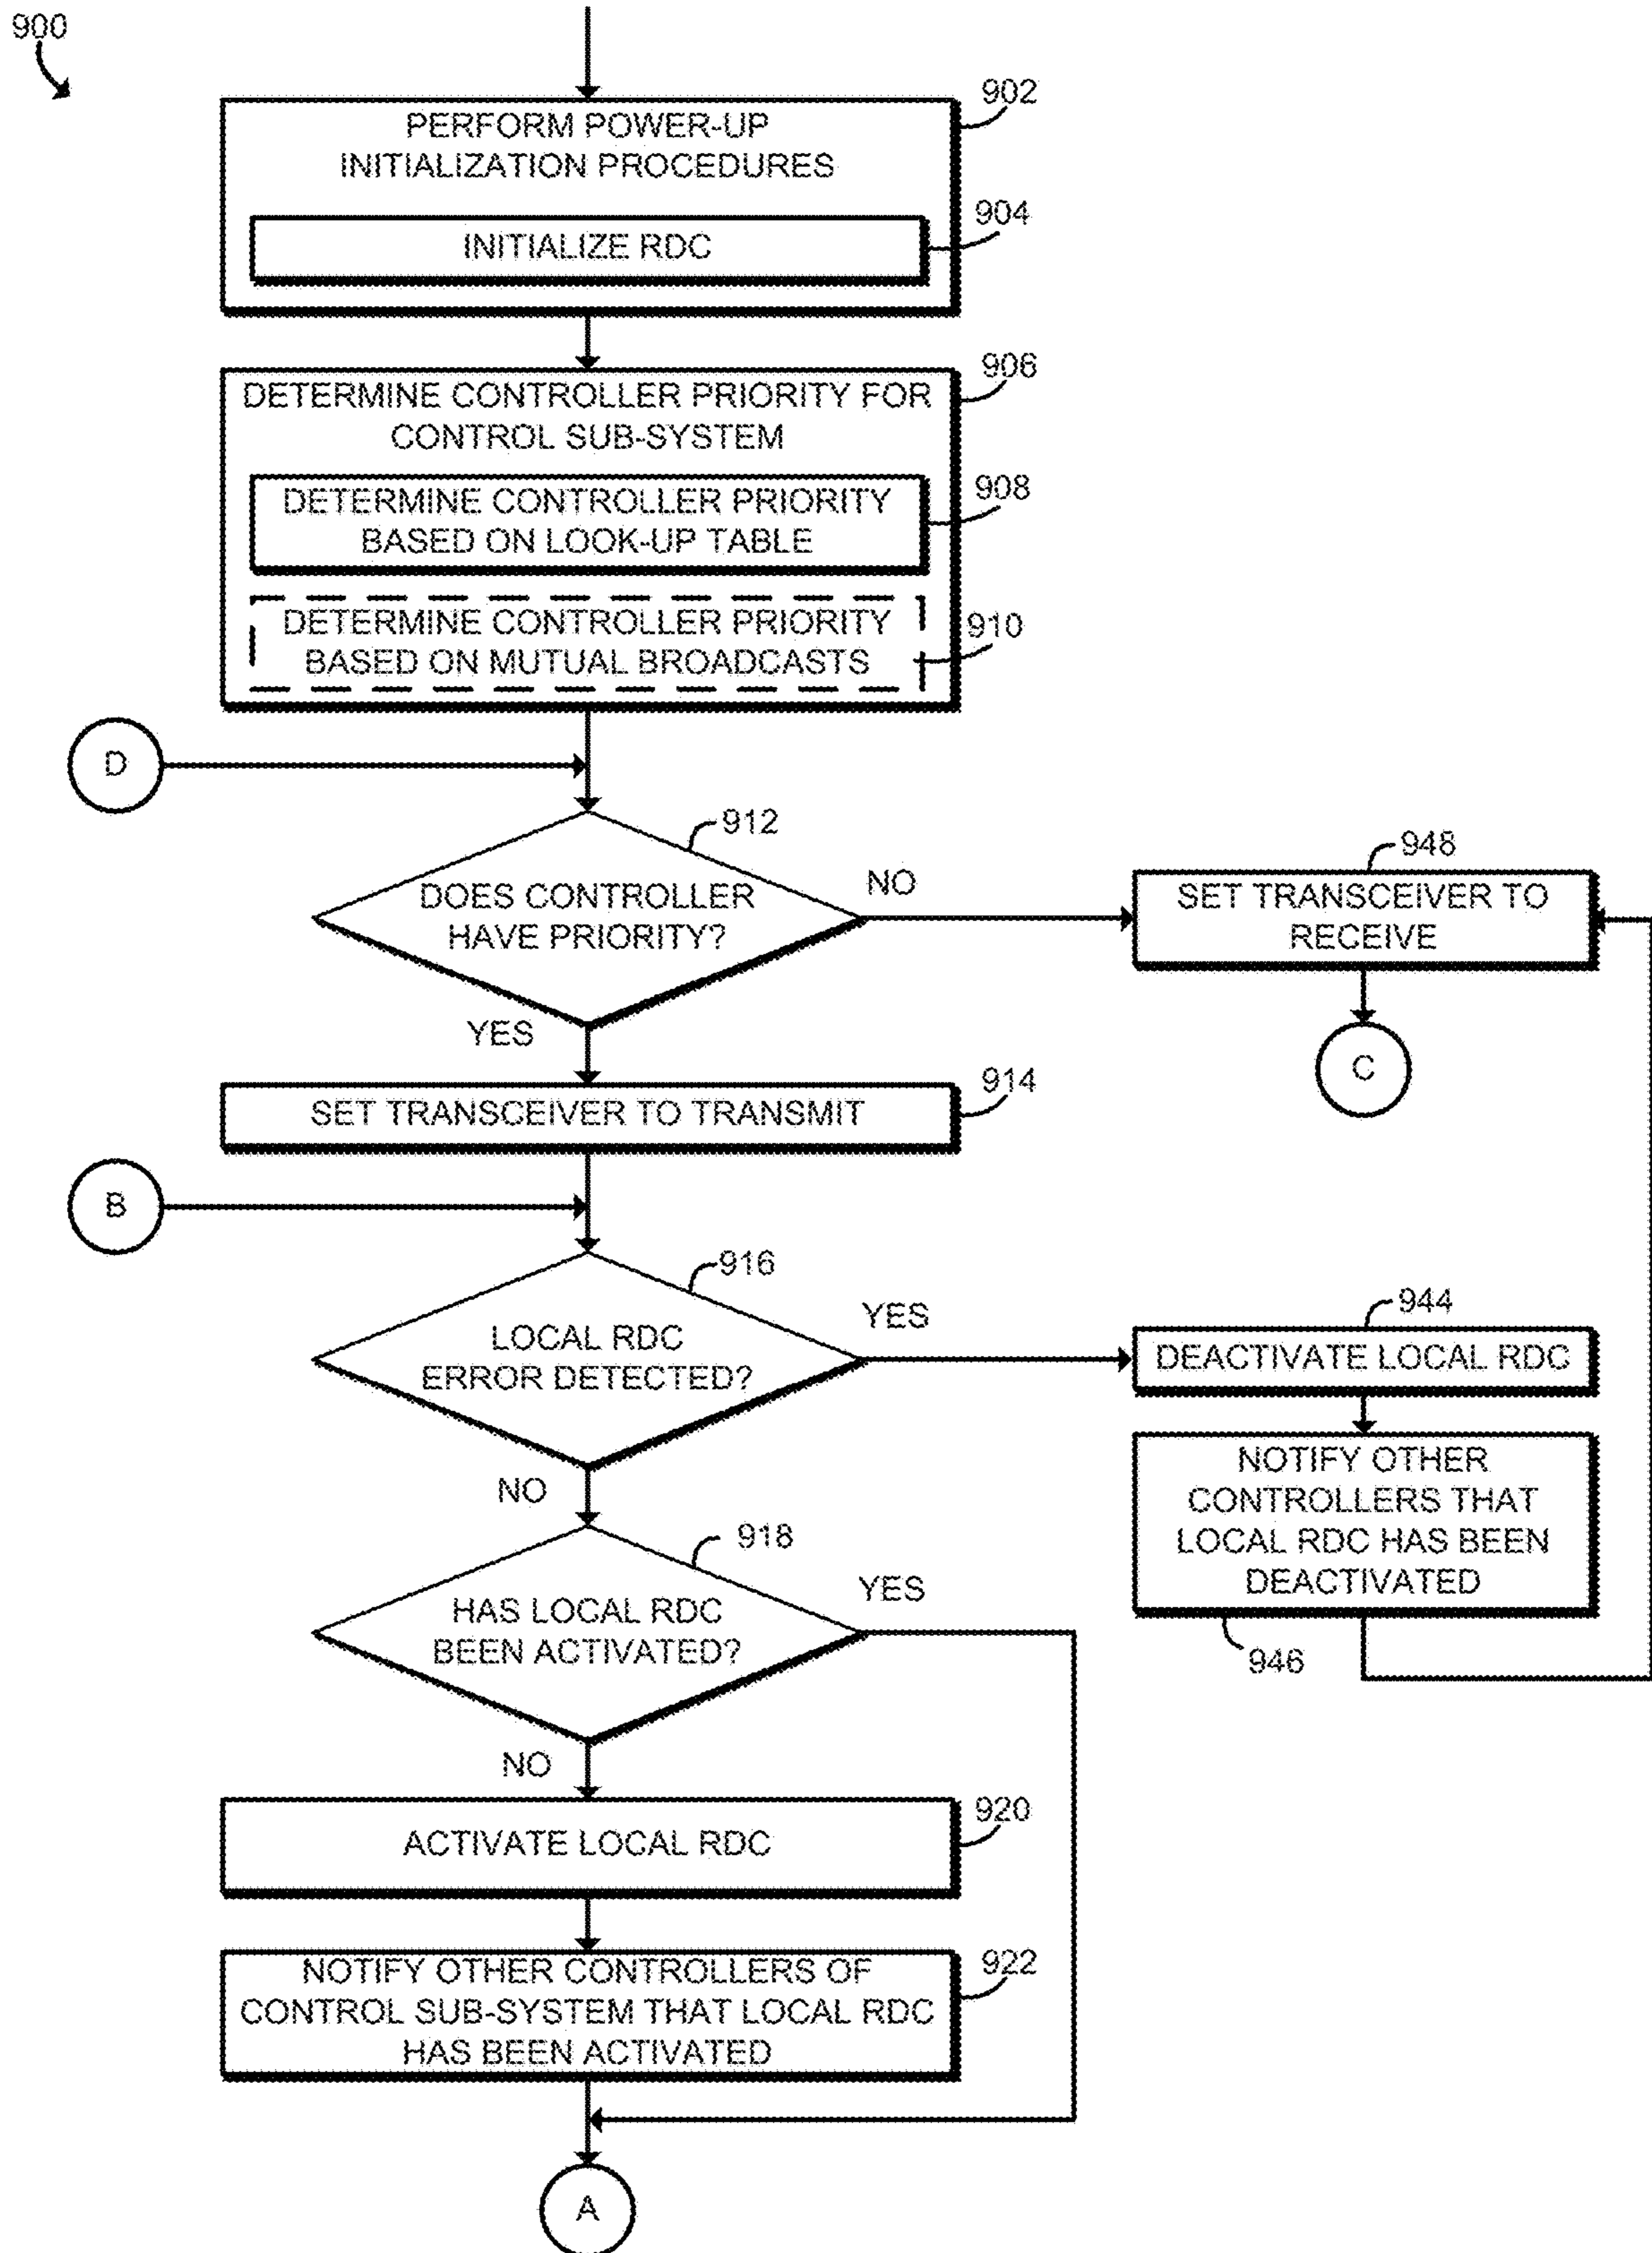 900
902
PERFORM POWER-UP
INITIALIZATION PROCEDURES
904
INITIALIZE RDC
906
DETERMINE CONTROLLER PRIORITY FOR
CONTROL SUB-SYSTEM
908
DETERMINE CONTROLLER PRIORITY
BASED ON LOOK-UP TABLE
910
DETERMINE CONTROLLER PRIORITY
BASED ON MUTUAL BROADCASTS
D
912
DOES CONTROLLER
HAVE PRIORITY?
NO
948
SET TRANSCEIVER TO
RECEIVE
C
YES
914
SET TRANSCEIVER TO TRANSMIT
B
916
LOCAL RDC
ERROR DETECTED?
YES
944
DEACTIVATE LOCAL RDC
NOTIFY OTHER
CONTROLLERS THAT
LOCAL RDC HAS BEEN
DEACTIVATED
946
NO
918
HAS LOCAL RDC
BEEN ACTIVATED?
YES
NO
920
ACTIVATE LOCAL RDC
922
NOTIFY OTHER CONTROLLERS OF
CONTROL SUB-SYSTEM THAT LOCAL RDC
HAS BEEN ACTIVATED
A